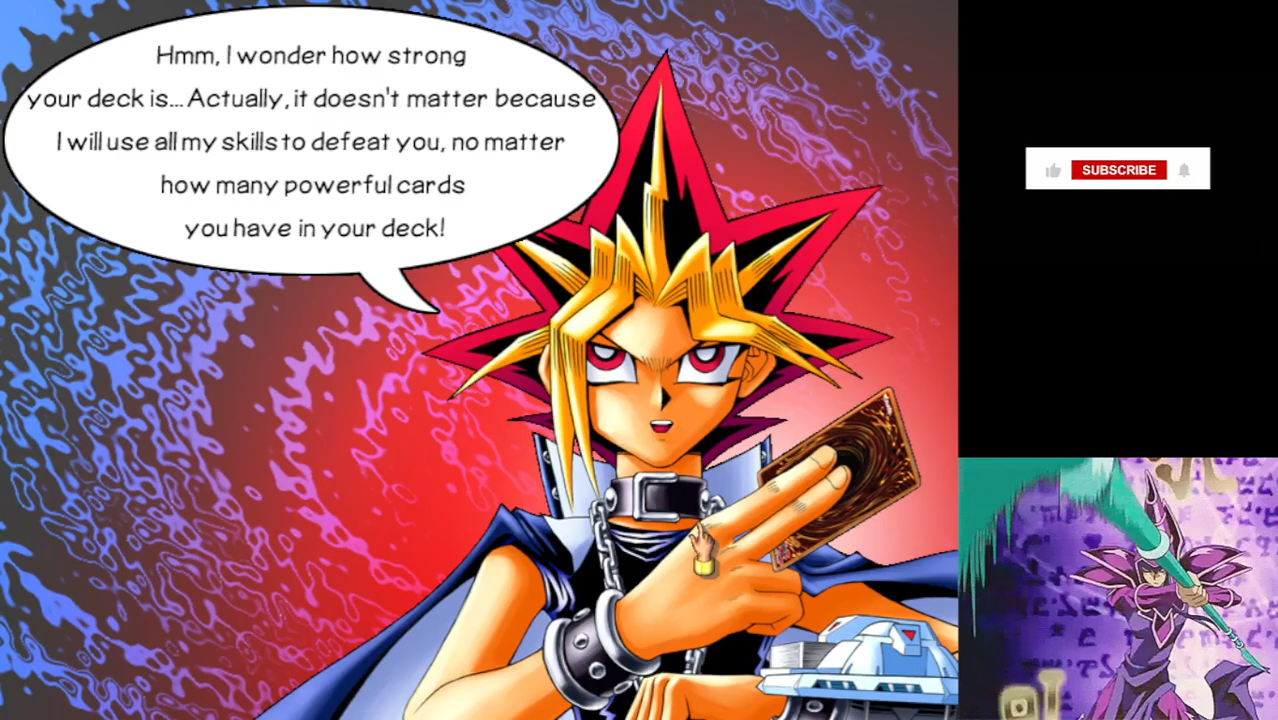 Hmm, I wonder how strong
your deck is...Actually, it doesn't matter because
I will use all my skills to defeat you, no matter
how many powerful cards
you have in your deck!
SUBSCRIBE